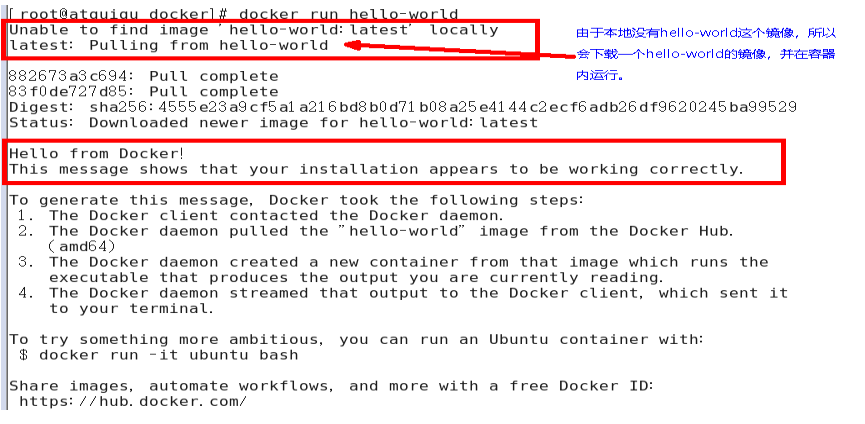 [root@atguigu docker]# docker run hello-world
Unable to find image 'hello-world:latest' locally
latest: Pulling from hello-world
由于本地没有hello-world这个镜像，所以
会下载一个hello-world的镜像，并在容器
内运行。
882673a3c694: Pull complete
83f0de727d85: Pull complete
Digest: sha256:4555e23a9cf5a1a216bd8b0d71b08a25e4144c2ecf6adb26df9620245ba99529
Status: Downloaded newer image for hello-world:latest
Hello from Docker!
This message shows that your installation appears to be working correctly.
To generate this message, Docker took the following steps:
1. The Docker client contacted the Docker daemon.
2. The Docker daemon pulled the "hello-world" image from the Docker Hub.
(amd64)
3. The Docker daemon created a new container from that image which runs the
executable that produces the output you are currently reading.
4. The Docker daemon streamed that output to the Docker client, which sent it
to your terminal.
To try something more ambitious, you can run an Ubuntu container with:
$ docker run -it ubuntu bash
Share images, automate workflows, and more with a free Docker ID:
https://hub.docker.com/